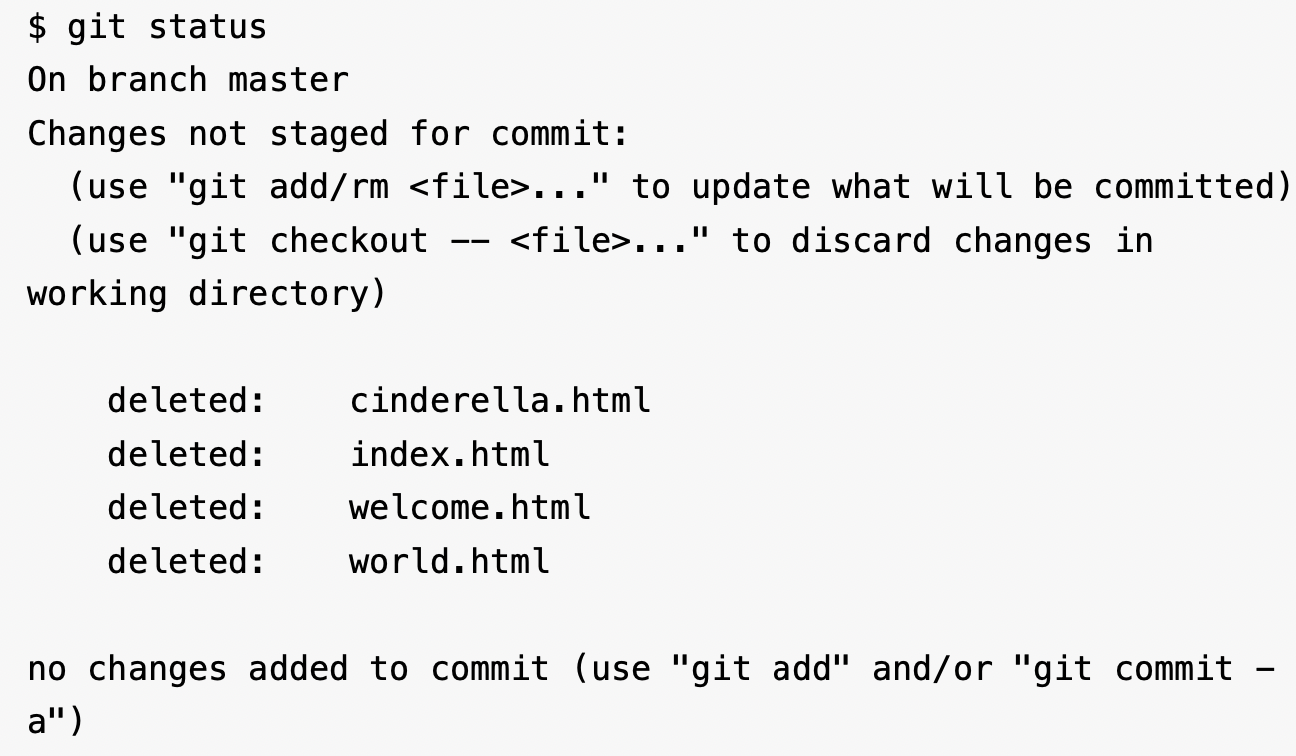 $ git status
On branch master
Changes not staged for commit:
  (use "git add/rm <file>..." to update what will be committed)
  (use "git checkout -- <file>..." to discard changes in
working directory)

    deleted:    cinderella.html
    deleted:    index.html
    deleted:    welcome.html
    deleted:    world.html

no changes added to commit (use "git add" and/or "git commit -
a")